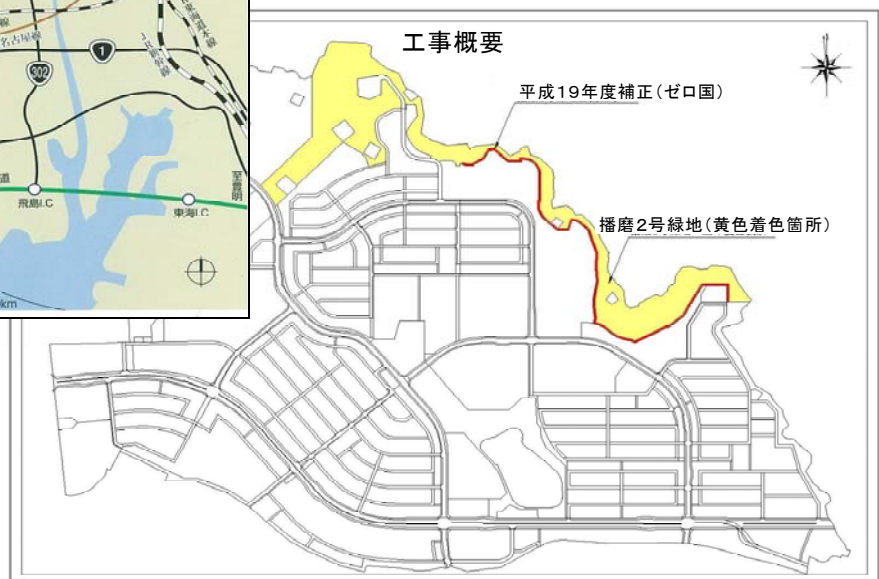 工事概要
平成19年度補正(ゼロ国)
播磨2号緑地(黄色着色箇所)
名古屋線
1
302
至豊明
道
飛島I.C
東海I.C
km